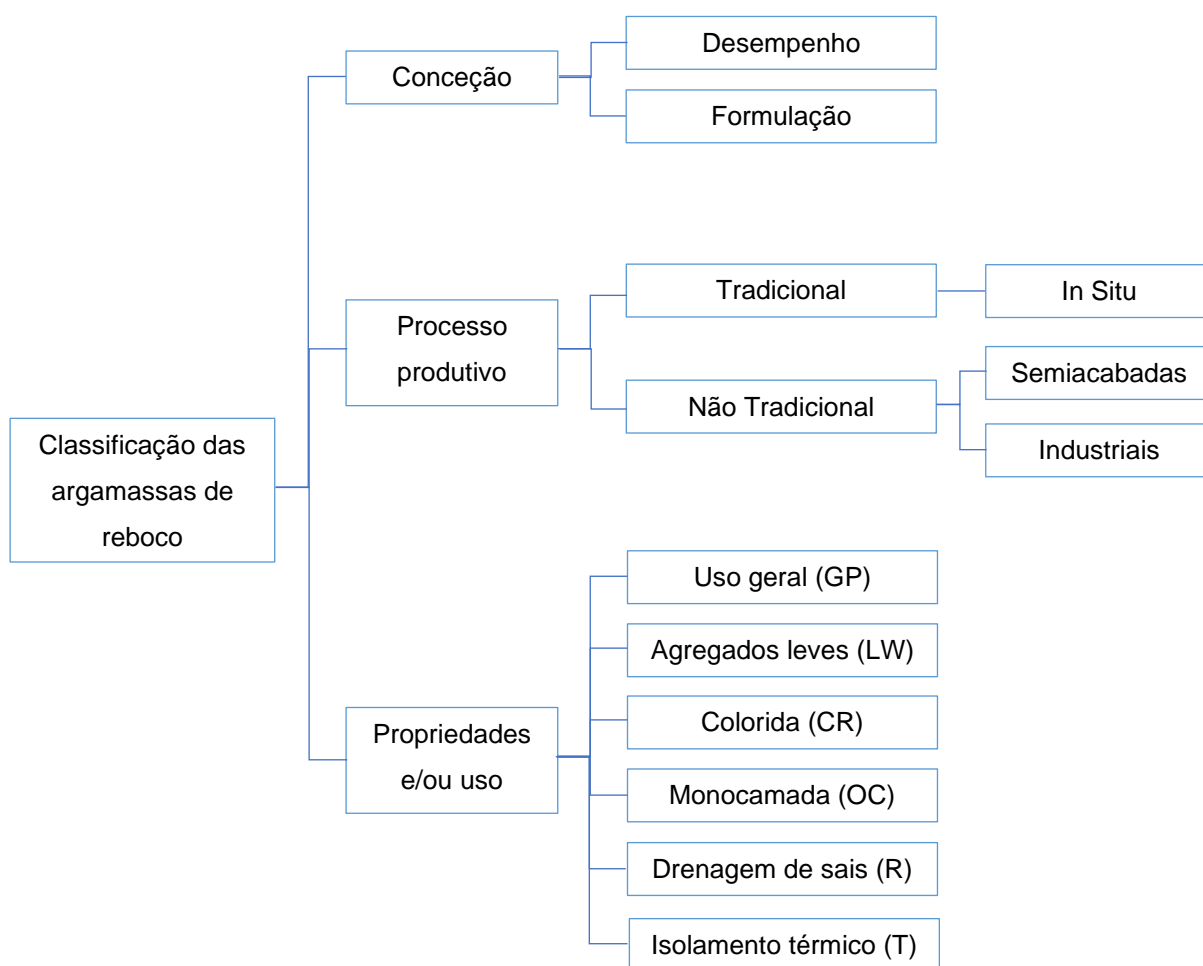 Desempenho
Conceção
Formulação
Tradicional
In Situ
Processo
produtivo
Semiacabadas
Não Tradicional
Industriais
Classificação das
argamassas de
reboco
Uso geral (GP)
Agregados leves (LW)
Colorida (CR)
Propriedades
e/ou uso
Monocamada (OC)
Drenagem de sais (R)
Isolamento térmico (T)